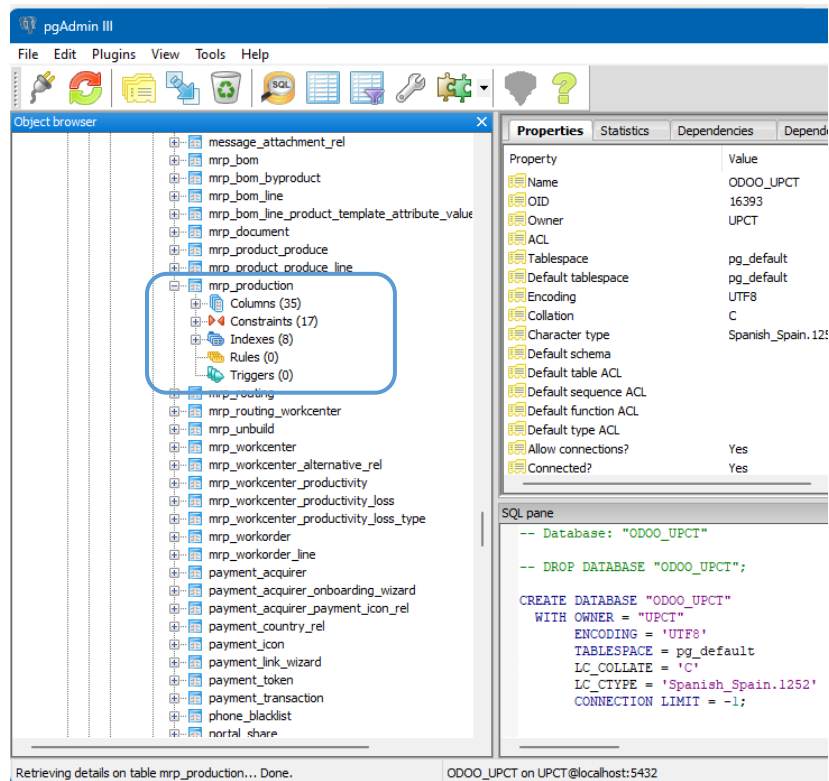 pgAdmin III
File Edit Plugins View Tools Help
SQL
Object browser
message_attachment_rel
mrp_bom
mrp_bom_byproduct
mrp_bom_line
mrp_bom_line_product_template_attribute_value
mrp_document
mrp_product_produce
mrp_product_produce_line
mrp_production
Columns (35)
Constraints (17)
Indexes (8)
Rules (0)
Triggers (0)
mrp_routing
mrp_routing_workcenter
mrp_unbuild
mrp_workcenter
mrp_workcenter_alternative_rel
mrp_workcenter_productivity
mrp_workcenter_productivity_loss
mrp_workcenter_productivity_loss_type
mrp_workorder
mrp_workorder_line
payment_acquirer
payment_acquirer_onboarding_wizard
payment_acquirer_payment_icon_rel
payment_country_rel
payment_icon
payment_link_wizard
payment_token
payment_transaction
phone_blacklist
portal_share
Properties Statistics Dependencies Depende
Property Value
Name ODOO_UPCT
OID 16393
Owner UPCT
ACL
Tablespace pg_default
Default tablespace pg_default
Encoding UTF8
Collation C
Character type Spanish_Spain.125
Default schema
Default table ACL
Default sequence ACL
Default function ACL
Default type ACL
Allow connections? Yes
Connected? Yes
SQL pane
-- Database: "ODOO_UPCT"
-- DROP DATABASE "ODOO_UPCT";
CREATE DATABASE "ODOO_UPCT"
WITH OWNER = "UPCT"
ENCODING = 'UTF8'
TABLESPACE = pg_default
LC_COLLATE = 'C'
LC_CTYPE = 'Spanish_Spain.1252'
CONNECTION LIMIT = -1;
Retrieving details on table mrp_production... Done. ODOO_UPCT on UPCT@localhost:5432